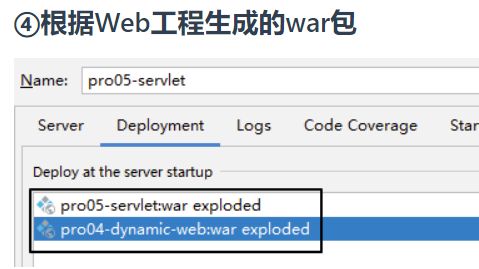 ④根据Web工程生成的war包
Name: pro05-servlet
Server Deployment Logs Code Coverage
Deploy at the server startup
pro05-servlet:war exploded
pro04-dynamic-web:war exploded